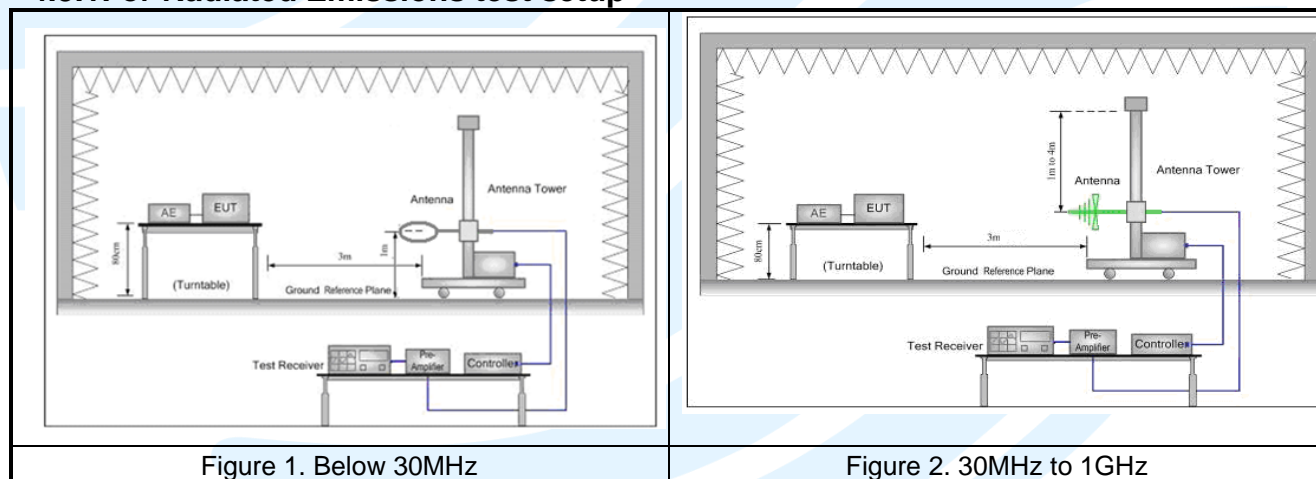 For Radiated Emissions test setup
Antenna Tower
Antenna
AE
EUT
80cm
3m
1m
(Turntable)
Ground Reference Plane
Test Receiver
Pre-
Amplifier
Controller
Figure 1. Below 30MHz
1m to 4m
Antenna
Antenna Tower
AE
EUT
80cm
3m
(Turntable)
Ground Reference Plane
Test Receiver
Pre-
Amplifier
Controller
Figure 2. 30MHz to 1GHz